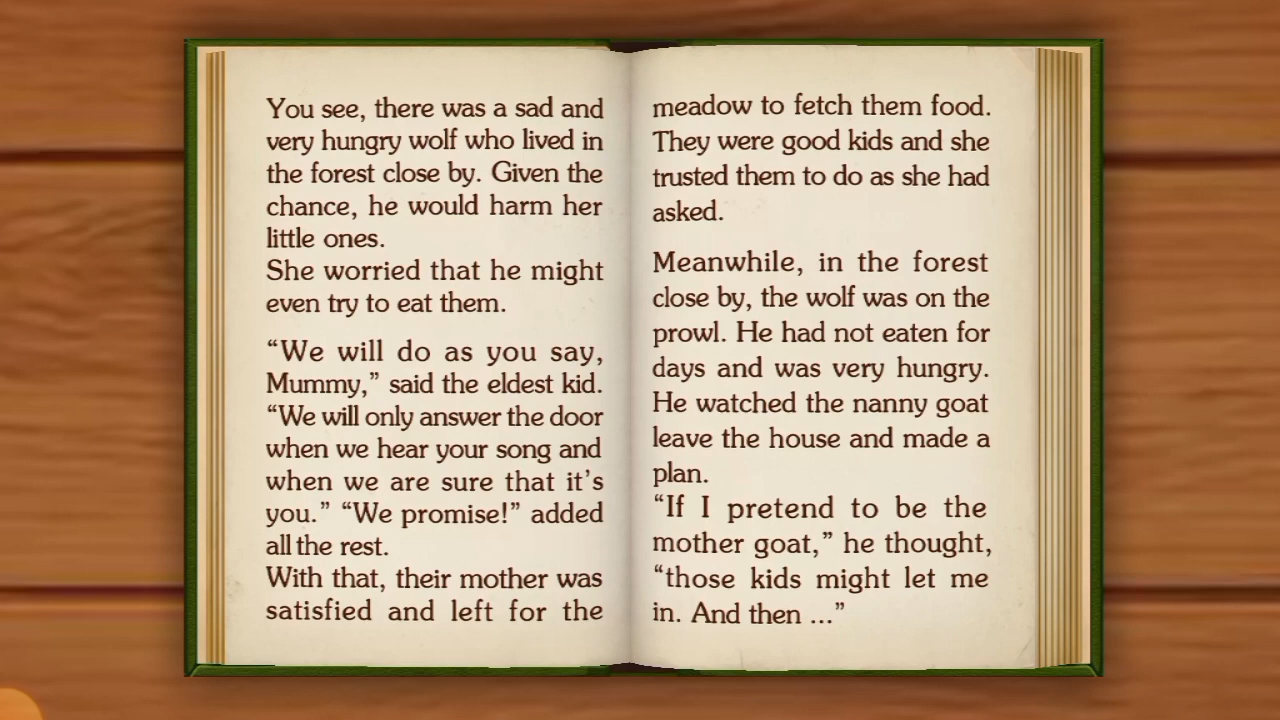 You see, there was a sad and
very hungry wolf who lived in
the forest close by. Given the
chance, he would harm her
little ones.
She worried that he might
even try to eat them.
“We will do as you say,
Mummy,” said the eldest kid.
“We will only answer the door
when we hear your song and
when we are sure that it’s
you.” “We promise!” added
all the rest.
With that, their mother was
satisfied and left for the
meadow to fetch them food.
They were good kids and she
trusted them to do as she had
asked.
Meanwhile, in the forest
close by, the wolf was on the
prowl. He had not eaten for
days and was very hungry.
He watched the nanny goat
leave the house and made a
plan.
“If I pretend to be the
mother goat,” he thought,
“those kids might let me
in. And then ...”